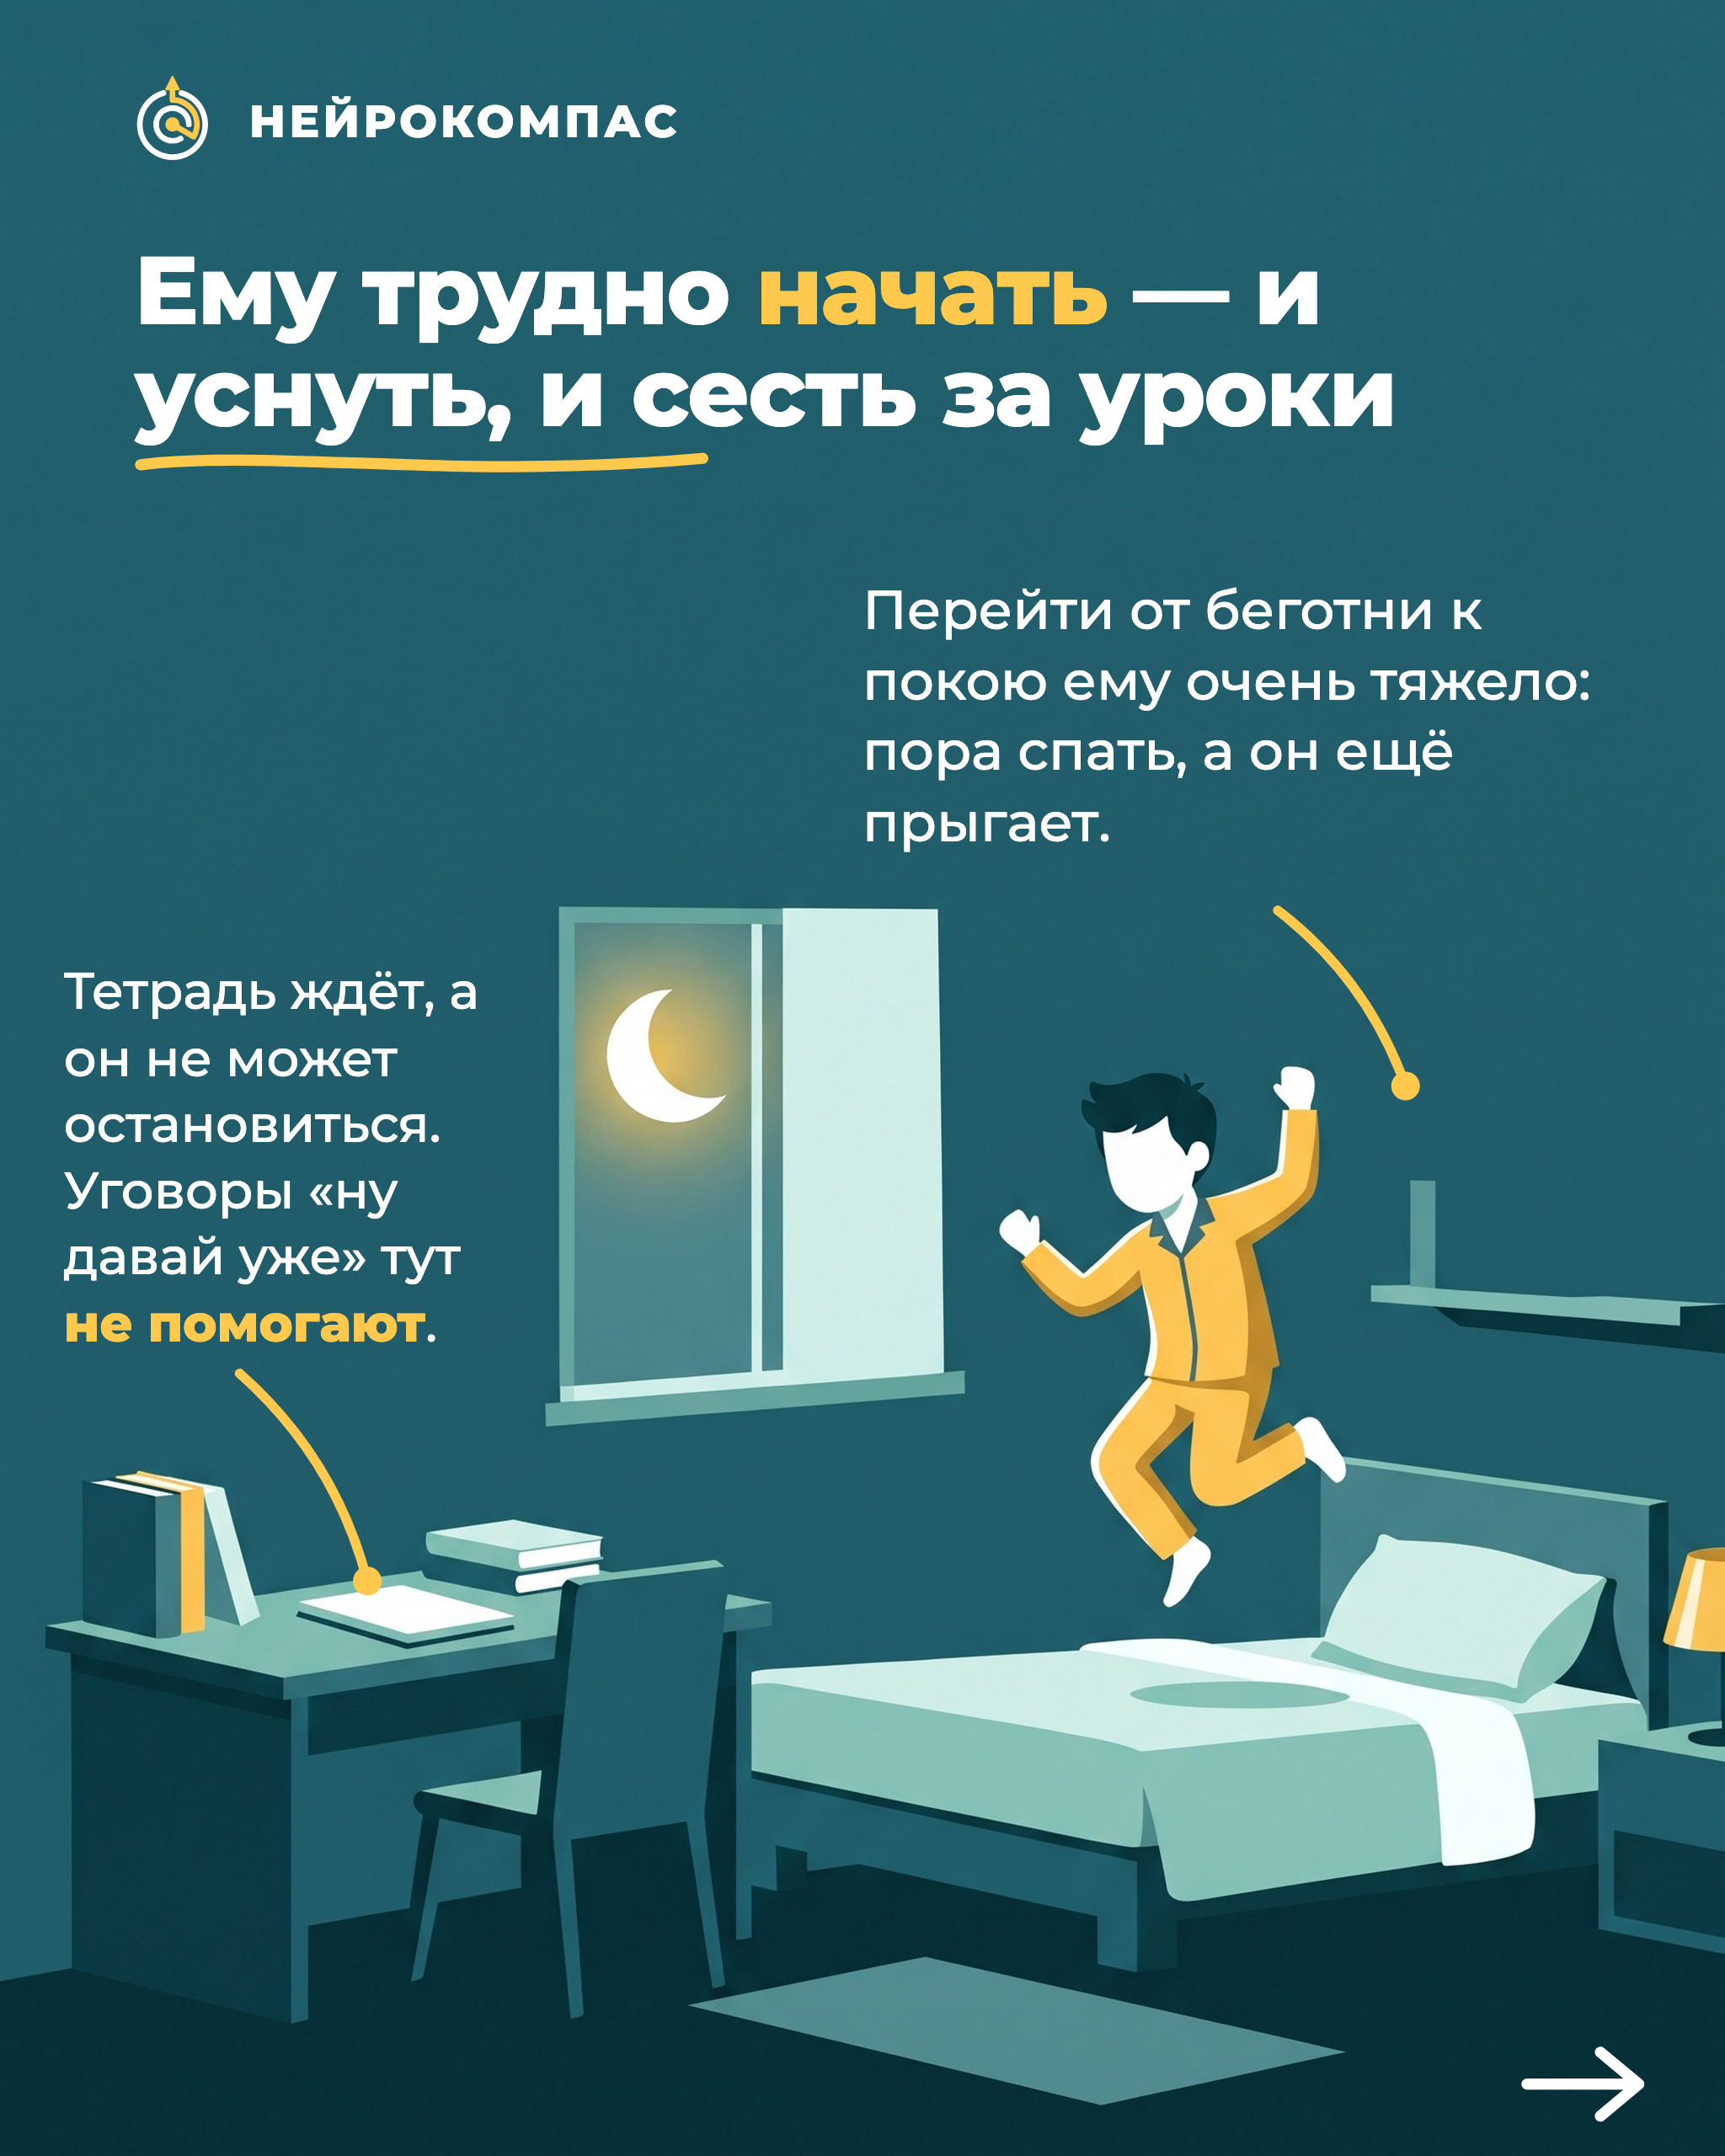 НЕЙРОКОМПАС
Ему трудно начать — и
уснуть, и сесть за уроки
Перейти от беготни к
покою ему очень тяжело:
пора спать, а он ещё
прыгает.
Тетрадь ждёт, а
он не может
остановиться.
Уговоры «ну
давай уже» тут
не помогают.